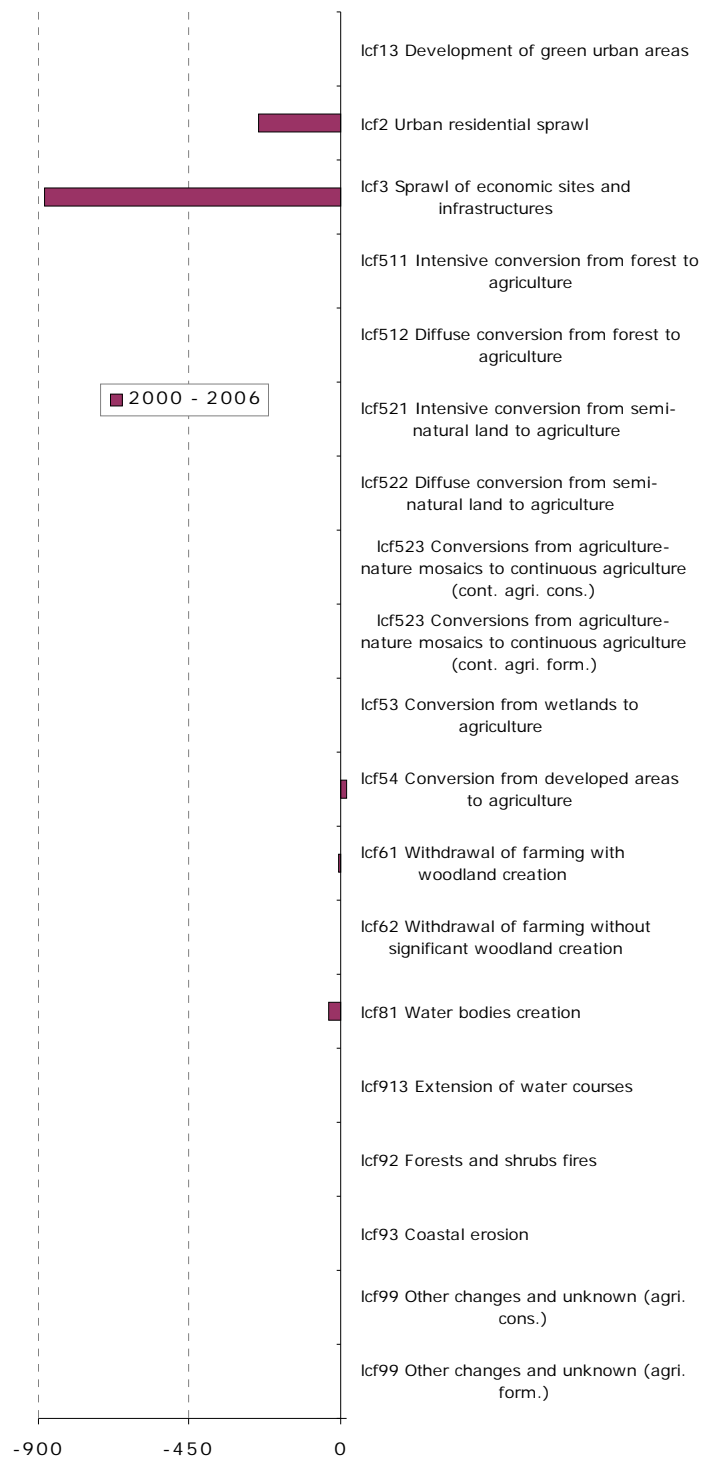 lcf13 Development of green urban areas
lcf2 Urban residential sprawl
lcf3 Sprawl of economic sites and
infrastructures
lcf511 Intensive conversion from forest to
agriculture
lcf512 Diffuse conversion from forest to
agriculture
2000 - 2006
lcf521 Intensive conversion from semi-
natural land to agriculture
lcf522 Diffuse conversion from semi-
natural land to agriculture
lcf523 Conversions from agriculture-
nature mosaics to continuous agriculture
(cont. agri. cons.)
lcf523 Conversions from agriculture-
nature mosaics to continuous agriculture
(cont. agri. form.)
lcf53 Conversion from wetlands to
agriculture
lcf54 Conversion from developed areas
to agriculture
lcf61 Withdrawal of farming with
woodland creation
lcf62 Withdrawal of farming without
significant woodland creation
lcf81 Water bodies creation
lcf913 Extension of water courses
lcf92 Forests and shrubs fires
lcf93 Coastal erosion
lcf99 Other changes and unknown (agri.
cons.)
lcf99 Other changes and unknown (agri.
form.)
-900 -450 0